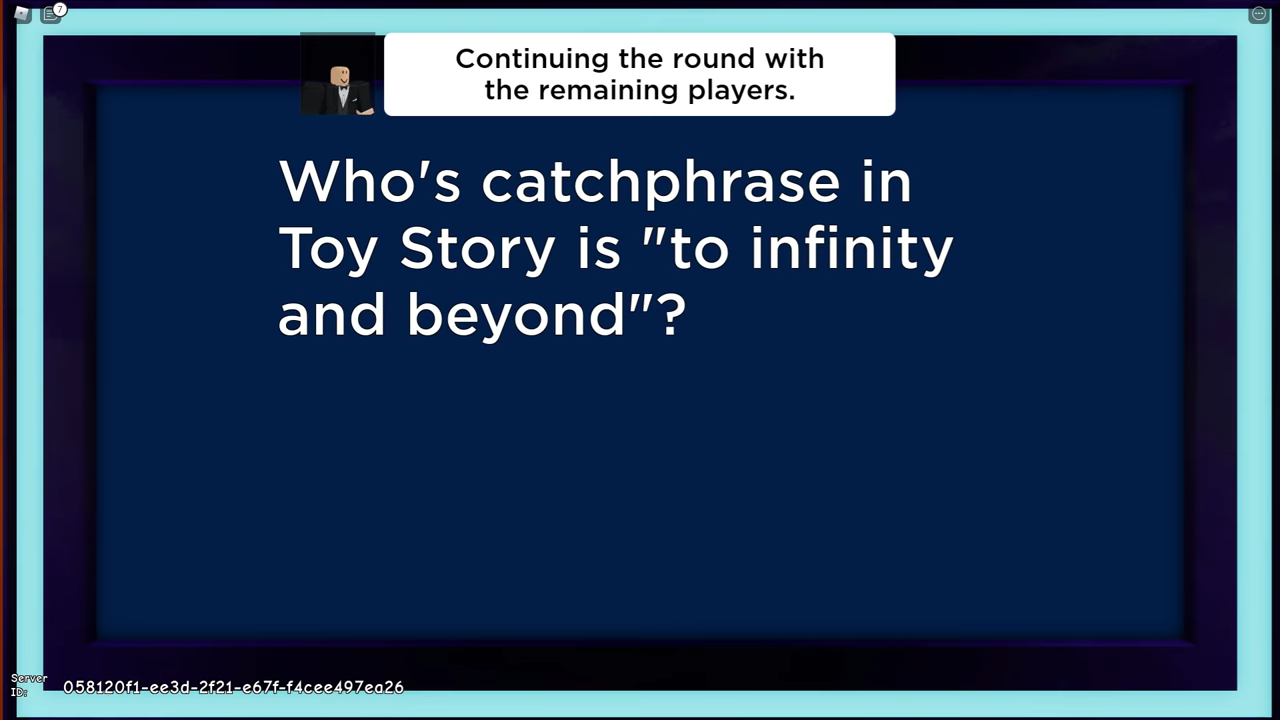 7
Continuing the round with
the remaining players.
Who's catchphrase in
Toy Story is "to infinity
and beyond"?
Server
ID:
058120f1-ee3d-2f21-e67f-f4cee497ea26